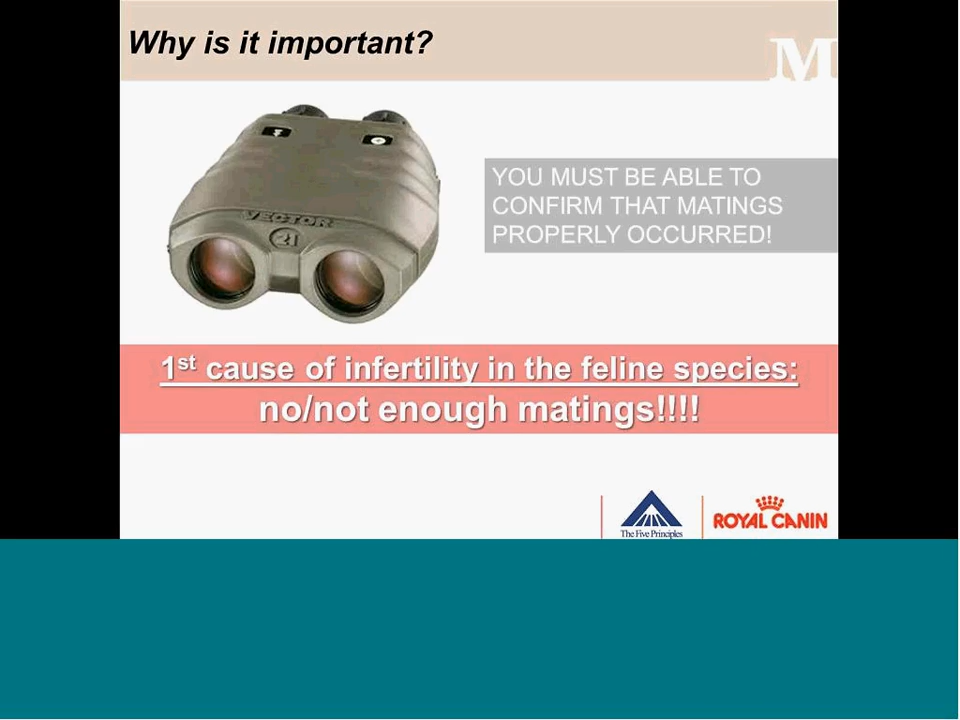 Why is it important?
M
VECTOR
21
YOU MUST BE ABLE TO
CONFIRM THAT MATINGS
PROPERLY OCCURRED!
1st cause of infertility in the feline species:
no/not enough matings!!!!
The Five Principles
ROYAL CANIN